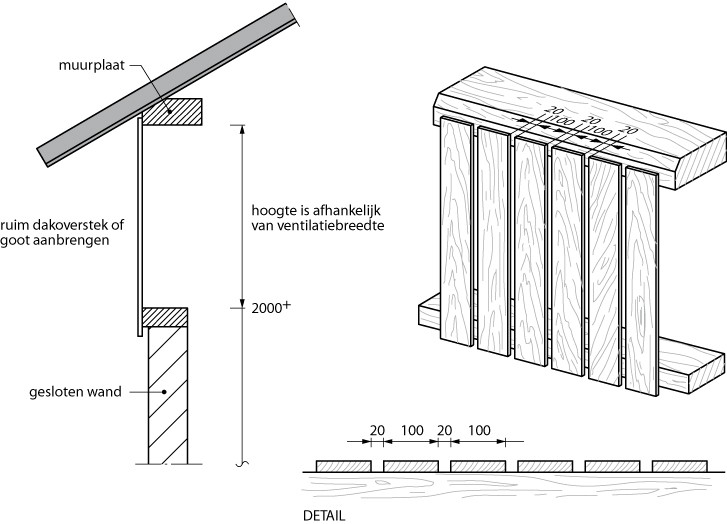 muurplaat
ruim dakoverstek of
goot aanbrengen
hoogte is afhankelijk
van ventilatiebreedte
2000+
gesloten wand
20
100
20
100
20
20 100 20 100
DETAIL